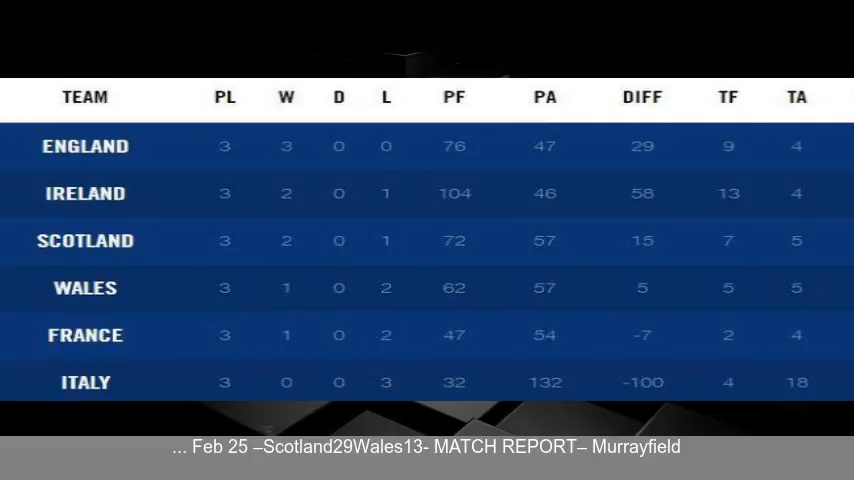 TEAM PL W D L PF PA DIFF TF TA
ENGLAND 3 3 0 0 76 47 29 9 4
IRELAND 3 2 0 1 104 46 58 13 4
SCOTLAND 3 2 0 1 72 57 15 7 5
WALES 3 1 0 2 62 57 5 5 5
FRANCE 3 1 0 2 47 54 -7 2 4
ITALY 3 0 0 3 32 132 -100 4 18
... Feb 25 –Scotland29Wales13- MATCH REPORT– Murrayfield